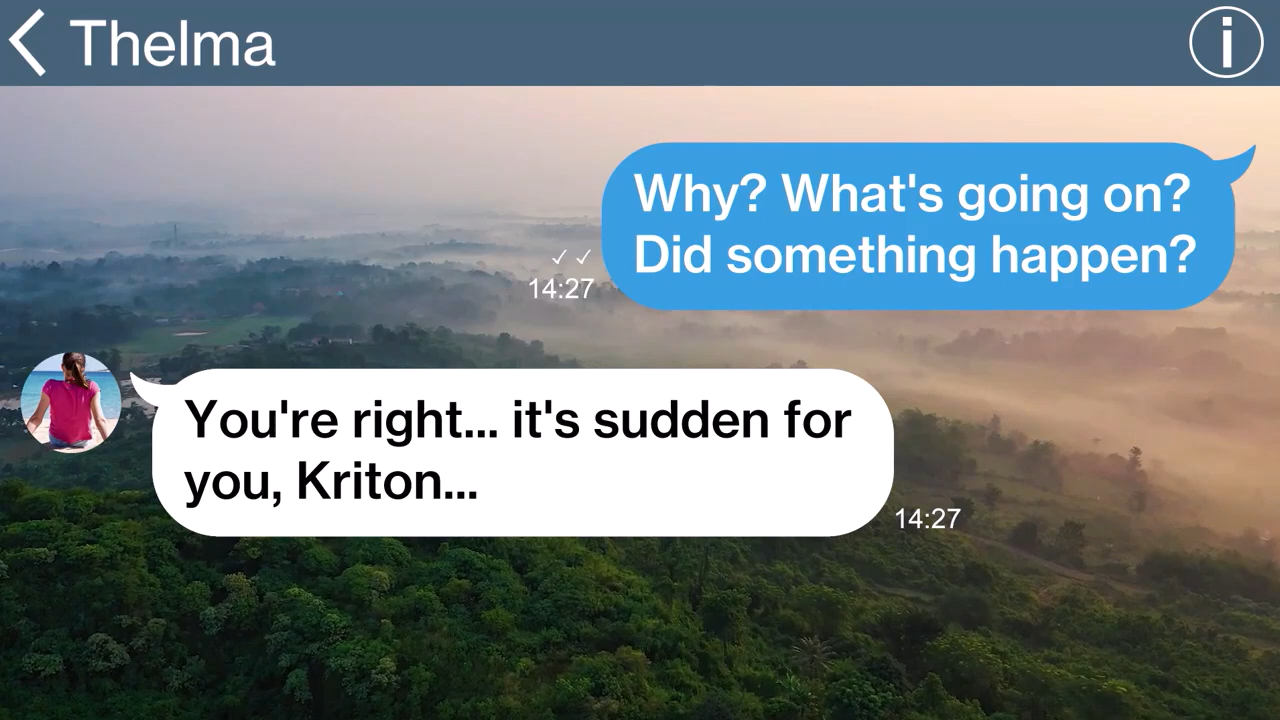 Thelma
Why? What's going on?
Did something happen?
14:27
You're right... it's sudden for
you, Kriton...
14:27